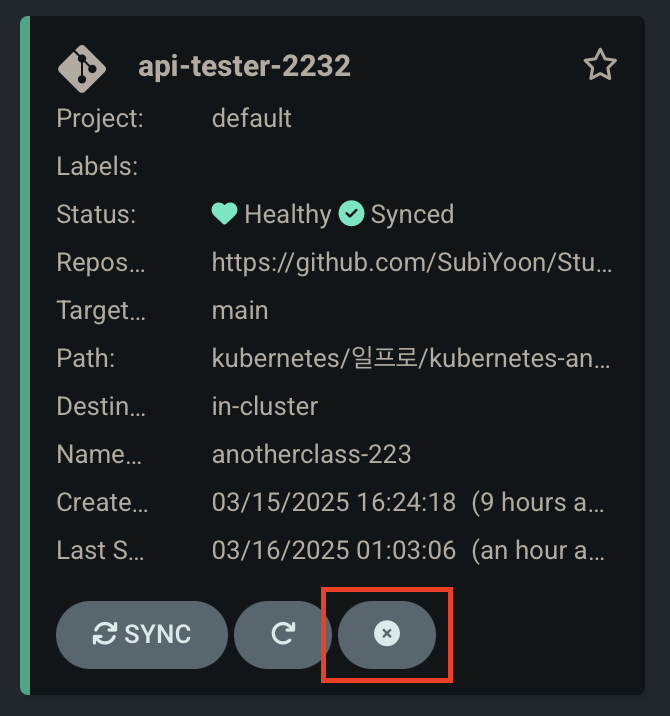 api-tester-2232
Project: default
Labels:
Status: Healthy Synced
Repos... https://github.com/SubiYoon/Stu...
Target... main
Path: kubernetes/일프로/kubernetes-an...
Destin... in-cluster
Name... anotherclass-223
Create... 03/15/2025 16:24:18 (9 hours a...
Last S... 03/16/2025 01:03:06 (an hour a...
SYNC